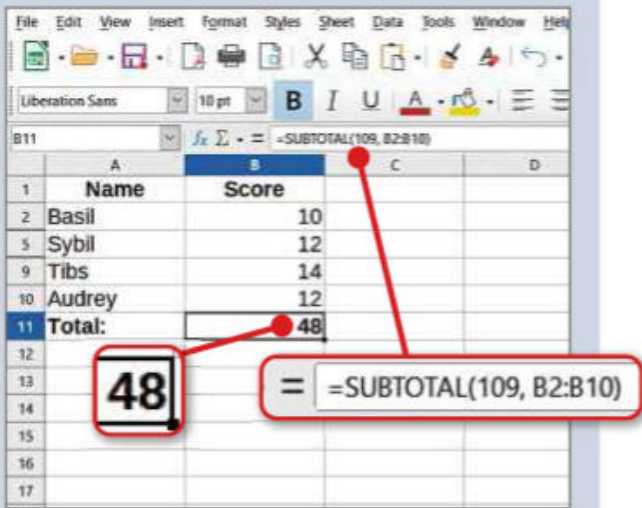 File Edit View Insert Format Styles Sheet Data Tools Window Help
Liberation Sans 10 pt B I U A
B11 fx Σ = =SUBTOTAL(109, B2:B10)
A B C D
1 Name Score
2 Basil 10
5 Sybil 12
9 Tibs 14
10 Audrey 12
11 Total: 48
12
13
14
15
16
17
48
= =SUBTOTAL(109, B2:B10)